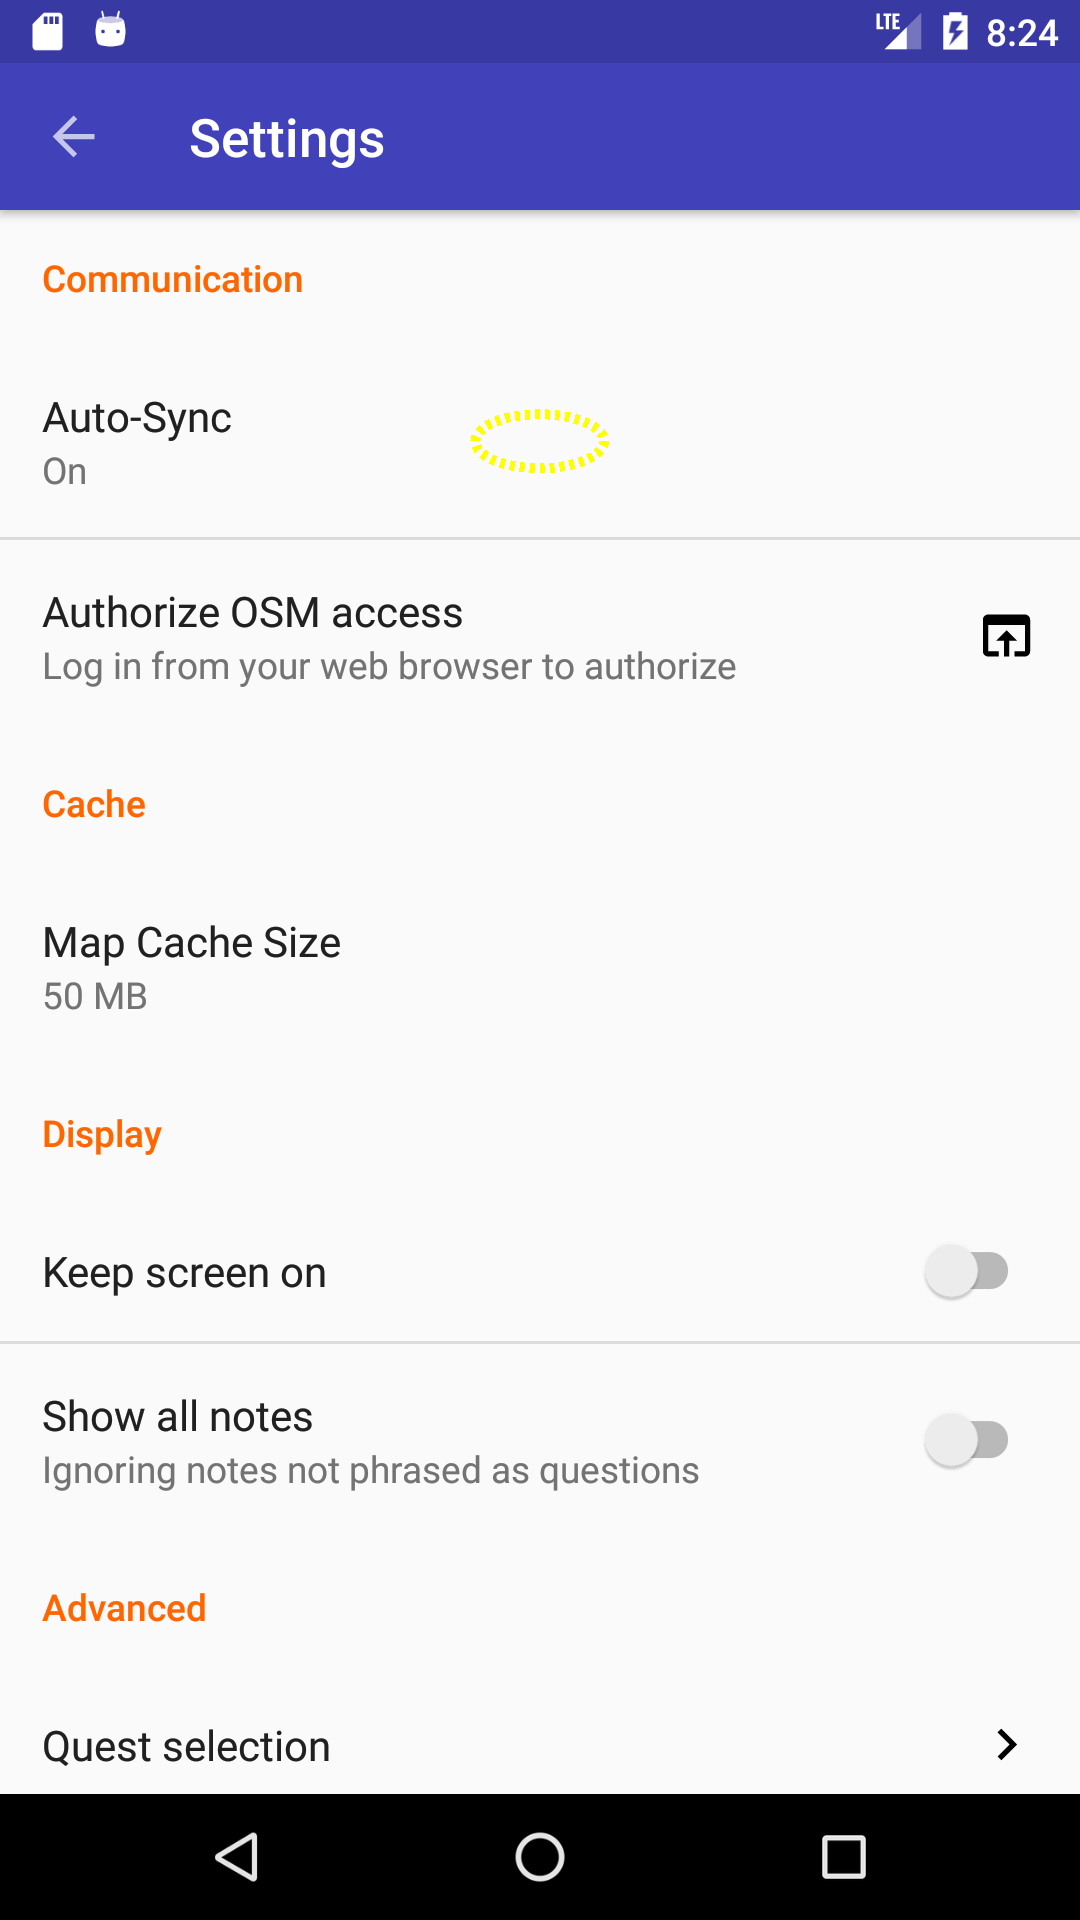 LTE 8:24
Settings
Communication
Auto-Sync
On
Authorize OSM access
Log in from your web browser to authorize
Cache
Map Cache Size
50 MB
Display
Keep screen on
Show all notes
Ignoring notes not phrased as questions
Advanced
Quest selection